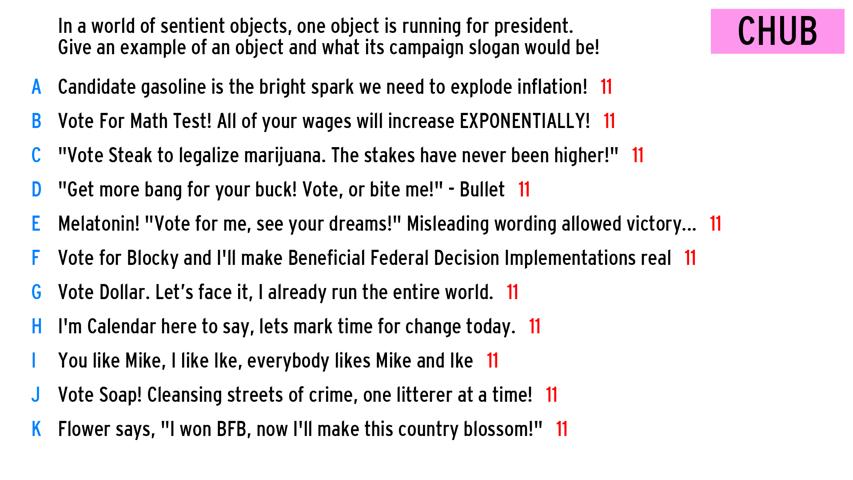 In a world of sentient objects, one object is running for president.
Give an example of an object and what its campaign slogan would be!
CHUB
A Candidate gasoline is the bright spark we need to explode inflation! 11
B Vote For Math Test! All of your wages will increase EXPONENTIALLY! 11
C "Vote Steak to legalize marijuana. The stakes have never been higher!" 11
D "Get more bang for your buck! Vote, or bite me!" - Bullet 11
E Melatonin! "Vote for me, see your dreams!" Misleading wording allowed victory... 11
F Vote for Blocky and I'll make Beneficial Federal Decision Implementations real 11
G Vote Dollar. Let’s face it, I already run the entire world. 11
H I'm Calendar here to say, lets mark time for change today. 11
I You like Mike, I like Ike, everybody likes Mike and Ike 11
J Vote Soap! Cleansing streets of crime, one litterer at a time! 11
K Flower says, "I won BFB, now I'll make this country blossom!" 11